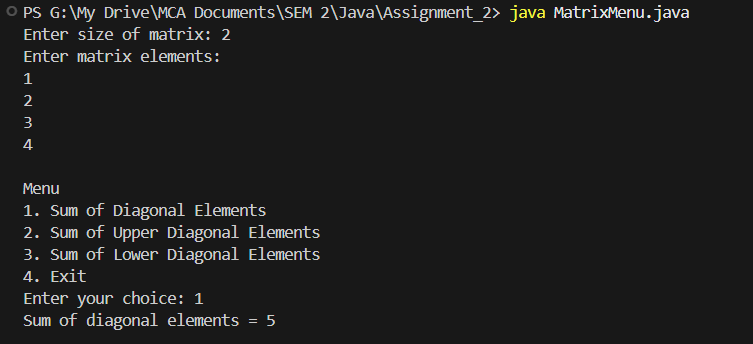 PS G:\My Drive\MCA Documents\SEM 2\Java\Assignment_2> java MatrixMenu.java
Enter size of matrix: 2
Enter matrix elements:
1
2
3
4
Menu
1. Sum of Diagonal Elements
2. Sum of Upper Diagonal Elements
3. Sum of Lower Diagonal Elements
4. Exit
Enter your choice: 1
Sum of diagonal elements = 5